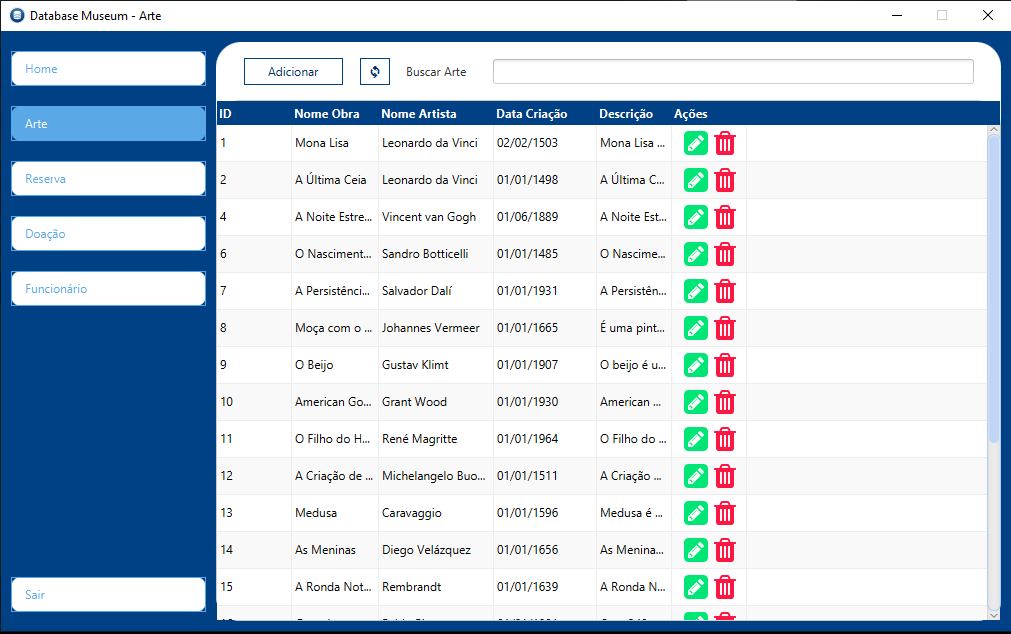 Database Museum - Arte
Home
Arte
Reserva
Doação
Funcionário
Sair
Adicionar
Buscar Arte
ID Nome Obra Nome Artista Data Criação Descrição Ações
1 Mona Lisa Leonardo da Vinci 02/02/1503 Mona Lisa ...
2 A Última Ceia Leonardo da Vinci 01/01/1498 A Última C...
4 A Noite Estre... Vincent van Gogh 01/06/1889 A Noite Est...
6 O Nasciment... Sandro Botticelli 01/01/1485 O Nascime...
7 A Persistênci... Salvador Dalí 01/01/1931 A Persistên...
8 Moça com o ... Johannes Vermeer 01/01/1665 É uma pint...
9 O Beijo Gustav Klimt 01/01/1907 O beijo é u...
10 American Go... Grant Wood 01/01/1930 American ...
11 O Filho do H... René Magritte 01/01/1964 O Filho do ...
12 A Criação de ... Michelangelo Buo... 01/01/1511 A Criação ...
13 Medusa Caravaggio 01/01/1596 Medusa é ...
14 As Meninas Diego Velázquez 01/01/1656 As Menina...
15 A Ronda Not... Rembrandt 01/01/1639 A Ronda N...